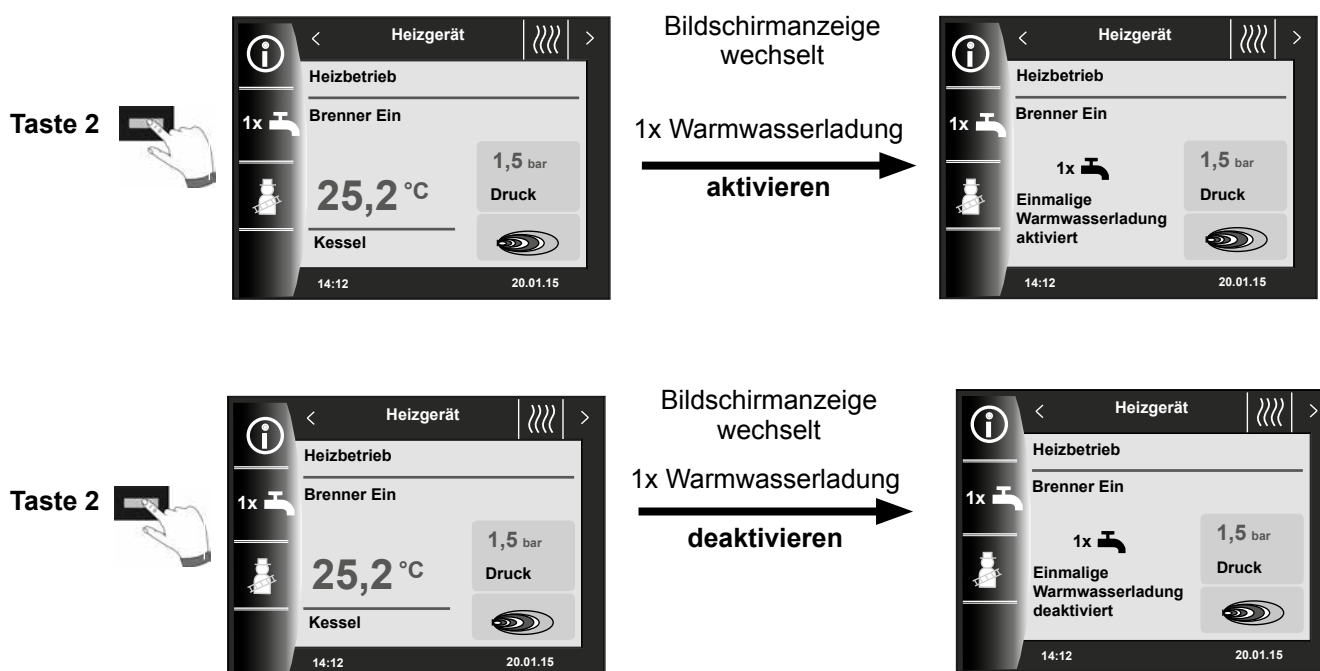 Taste 2
< Heizgerät >
Heizbetrieb
Brenner Ein
1x
25,2 °C
Kessel
1,5 bar
Druck
14:12 20.01.15
Bildschirmanzeige
wechselt
1x Warmwasserladung
aktivieren
< Heizgerät >
Heizbetrieb
Brenner Ein
1x
1x
Einmalige
Warmwasserladung
aktiviert
1,5 bar
Druck
14:12 20.01.15
Taste 2
< Heizgerät >
Heizbetrieb
Brenner Ein
1x
25,2 °C
Kessel
1,5 bar
Druck
14:12 20.01.15
Bildschirmanzeige
wechselt
1x Warmwasserladung
deaktivieren
< Heizgerät >
Heizbetrieb
Brenner Ein
1x
1x
Einmalige
Warmwasserladung
deaktiviert
1,5 bar
Druck
14:12 20.01.15